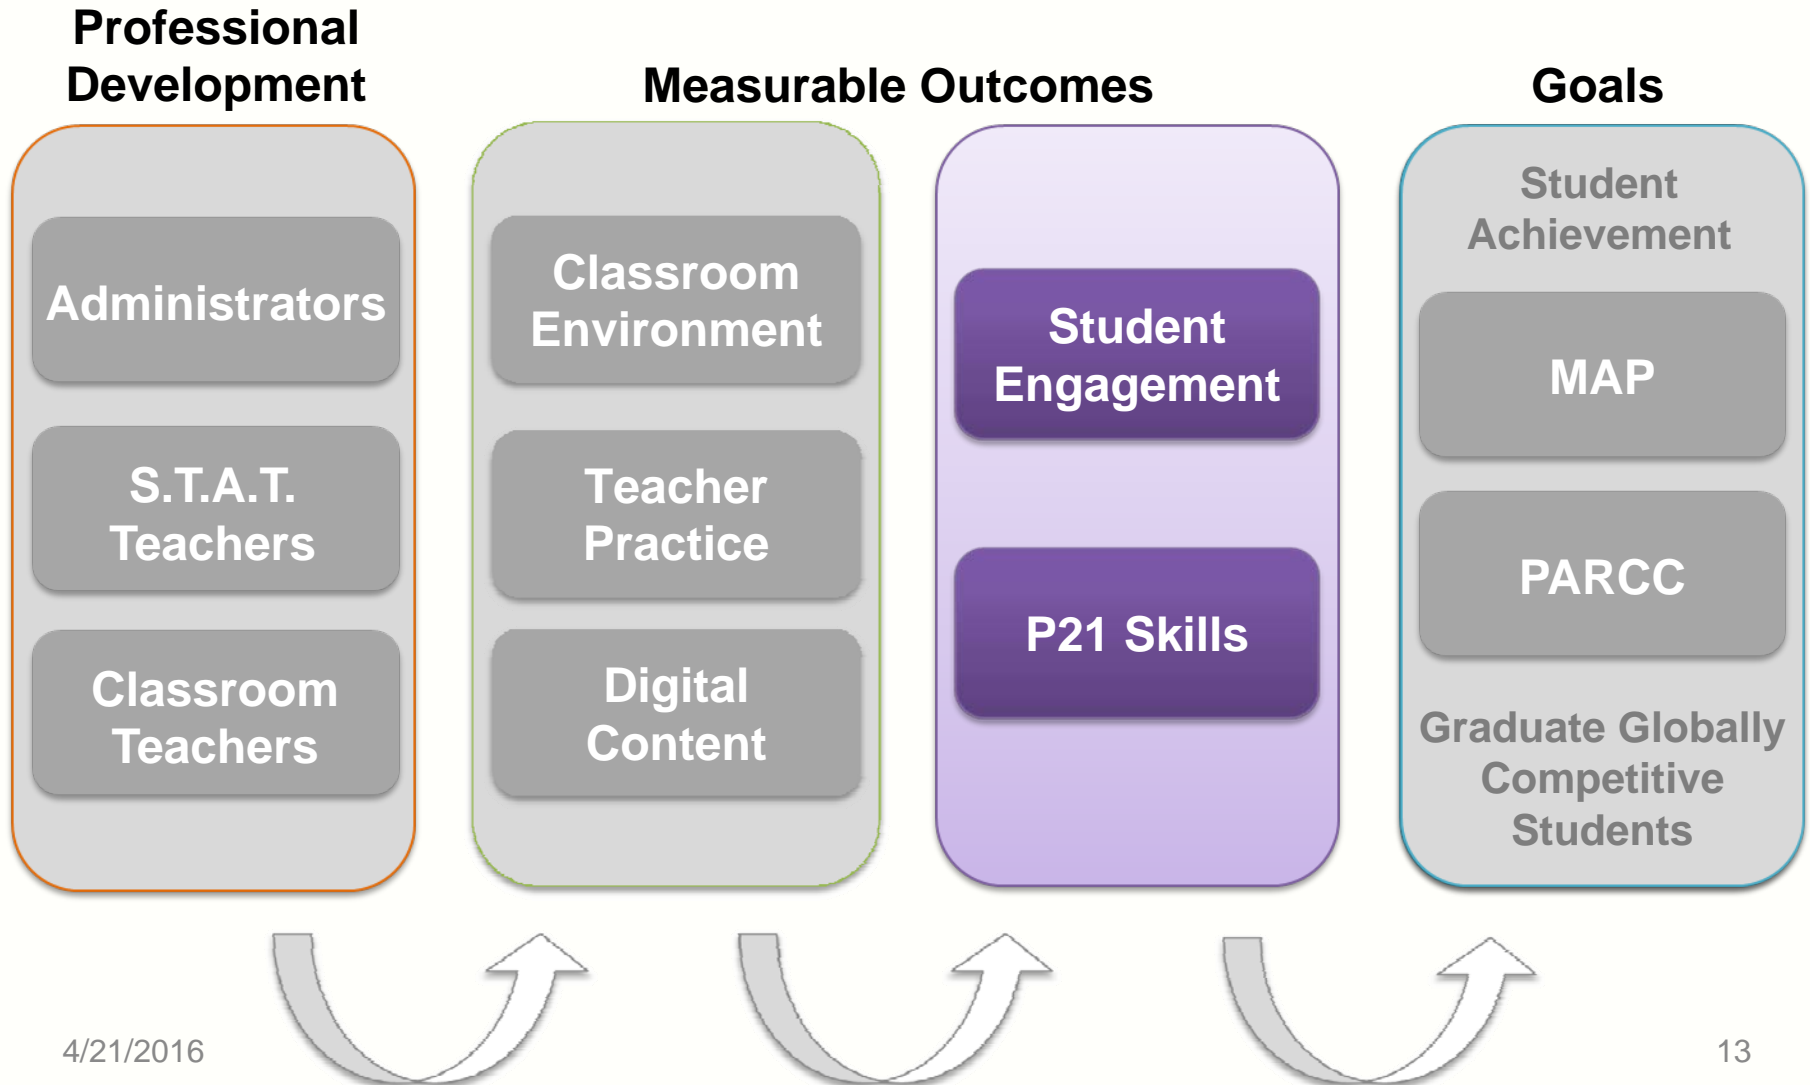 Professional
Development
Measurable Outcomes
Goals
Administrators
S.T.A.T.
Teachers
Classroom
Teachers
Classroom
Environment
Teacher
Practice
Digital
Content
Student
Engagement
P21 Skills
Student
Achievement
MAP
PARCC
Graduate Globally
Competitive
Students
4/21/2016
13